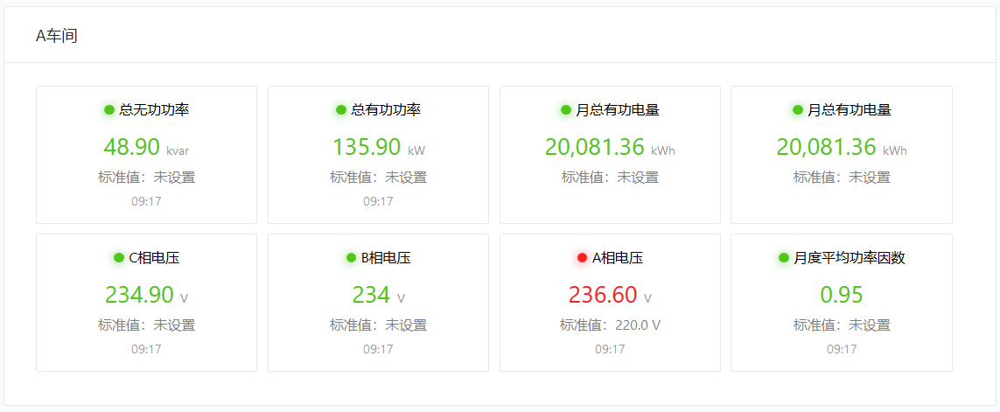 A车间
总无功功率
48.90 kvar
标准值：未设置
09:17
总有功功率
135.90 kW
标准值：未设置
09:17
月总有功电量
20,081.36 kWh
标准值：未设置
月总有功电量
20,081.36 kWh
标准值：未设置
C相电压
234.90 V
标准值：未设置
09:17
B相电压
234 V
标准值：未设置
09:17
A相电压
236.60 V
标准值：220.0 V
09:17
月度平均功率因数
0.95
标准值：未设置
09:17